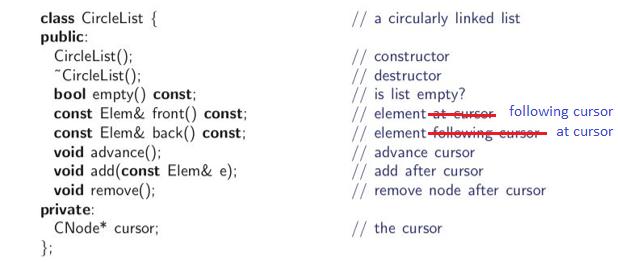 class CircleList { // a circularly linked list
public:
CircleList(); // constructor
~CircleList(); // destructor
bool empty() const; // is list empty?
const Elem& front() const; // element at cursor following cursor
const Elem& back() const; // element following cursor at cursor
void advance(); // advance cursor
void add(const Elem& e); // add after cursor
void remove(); // remove node after cursor
private:
CNode* cursor; // the cursor
};